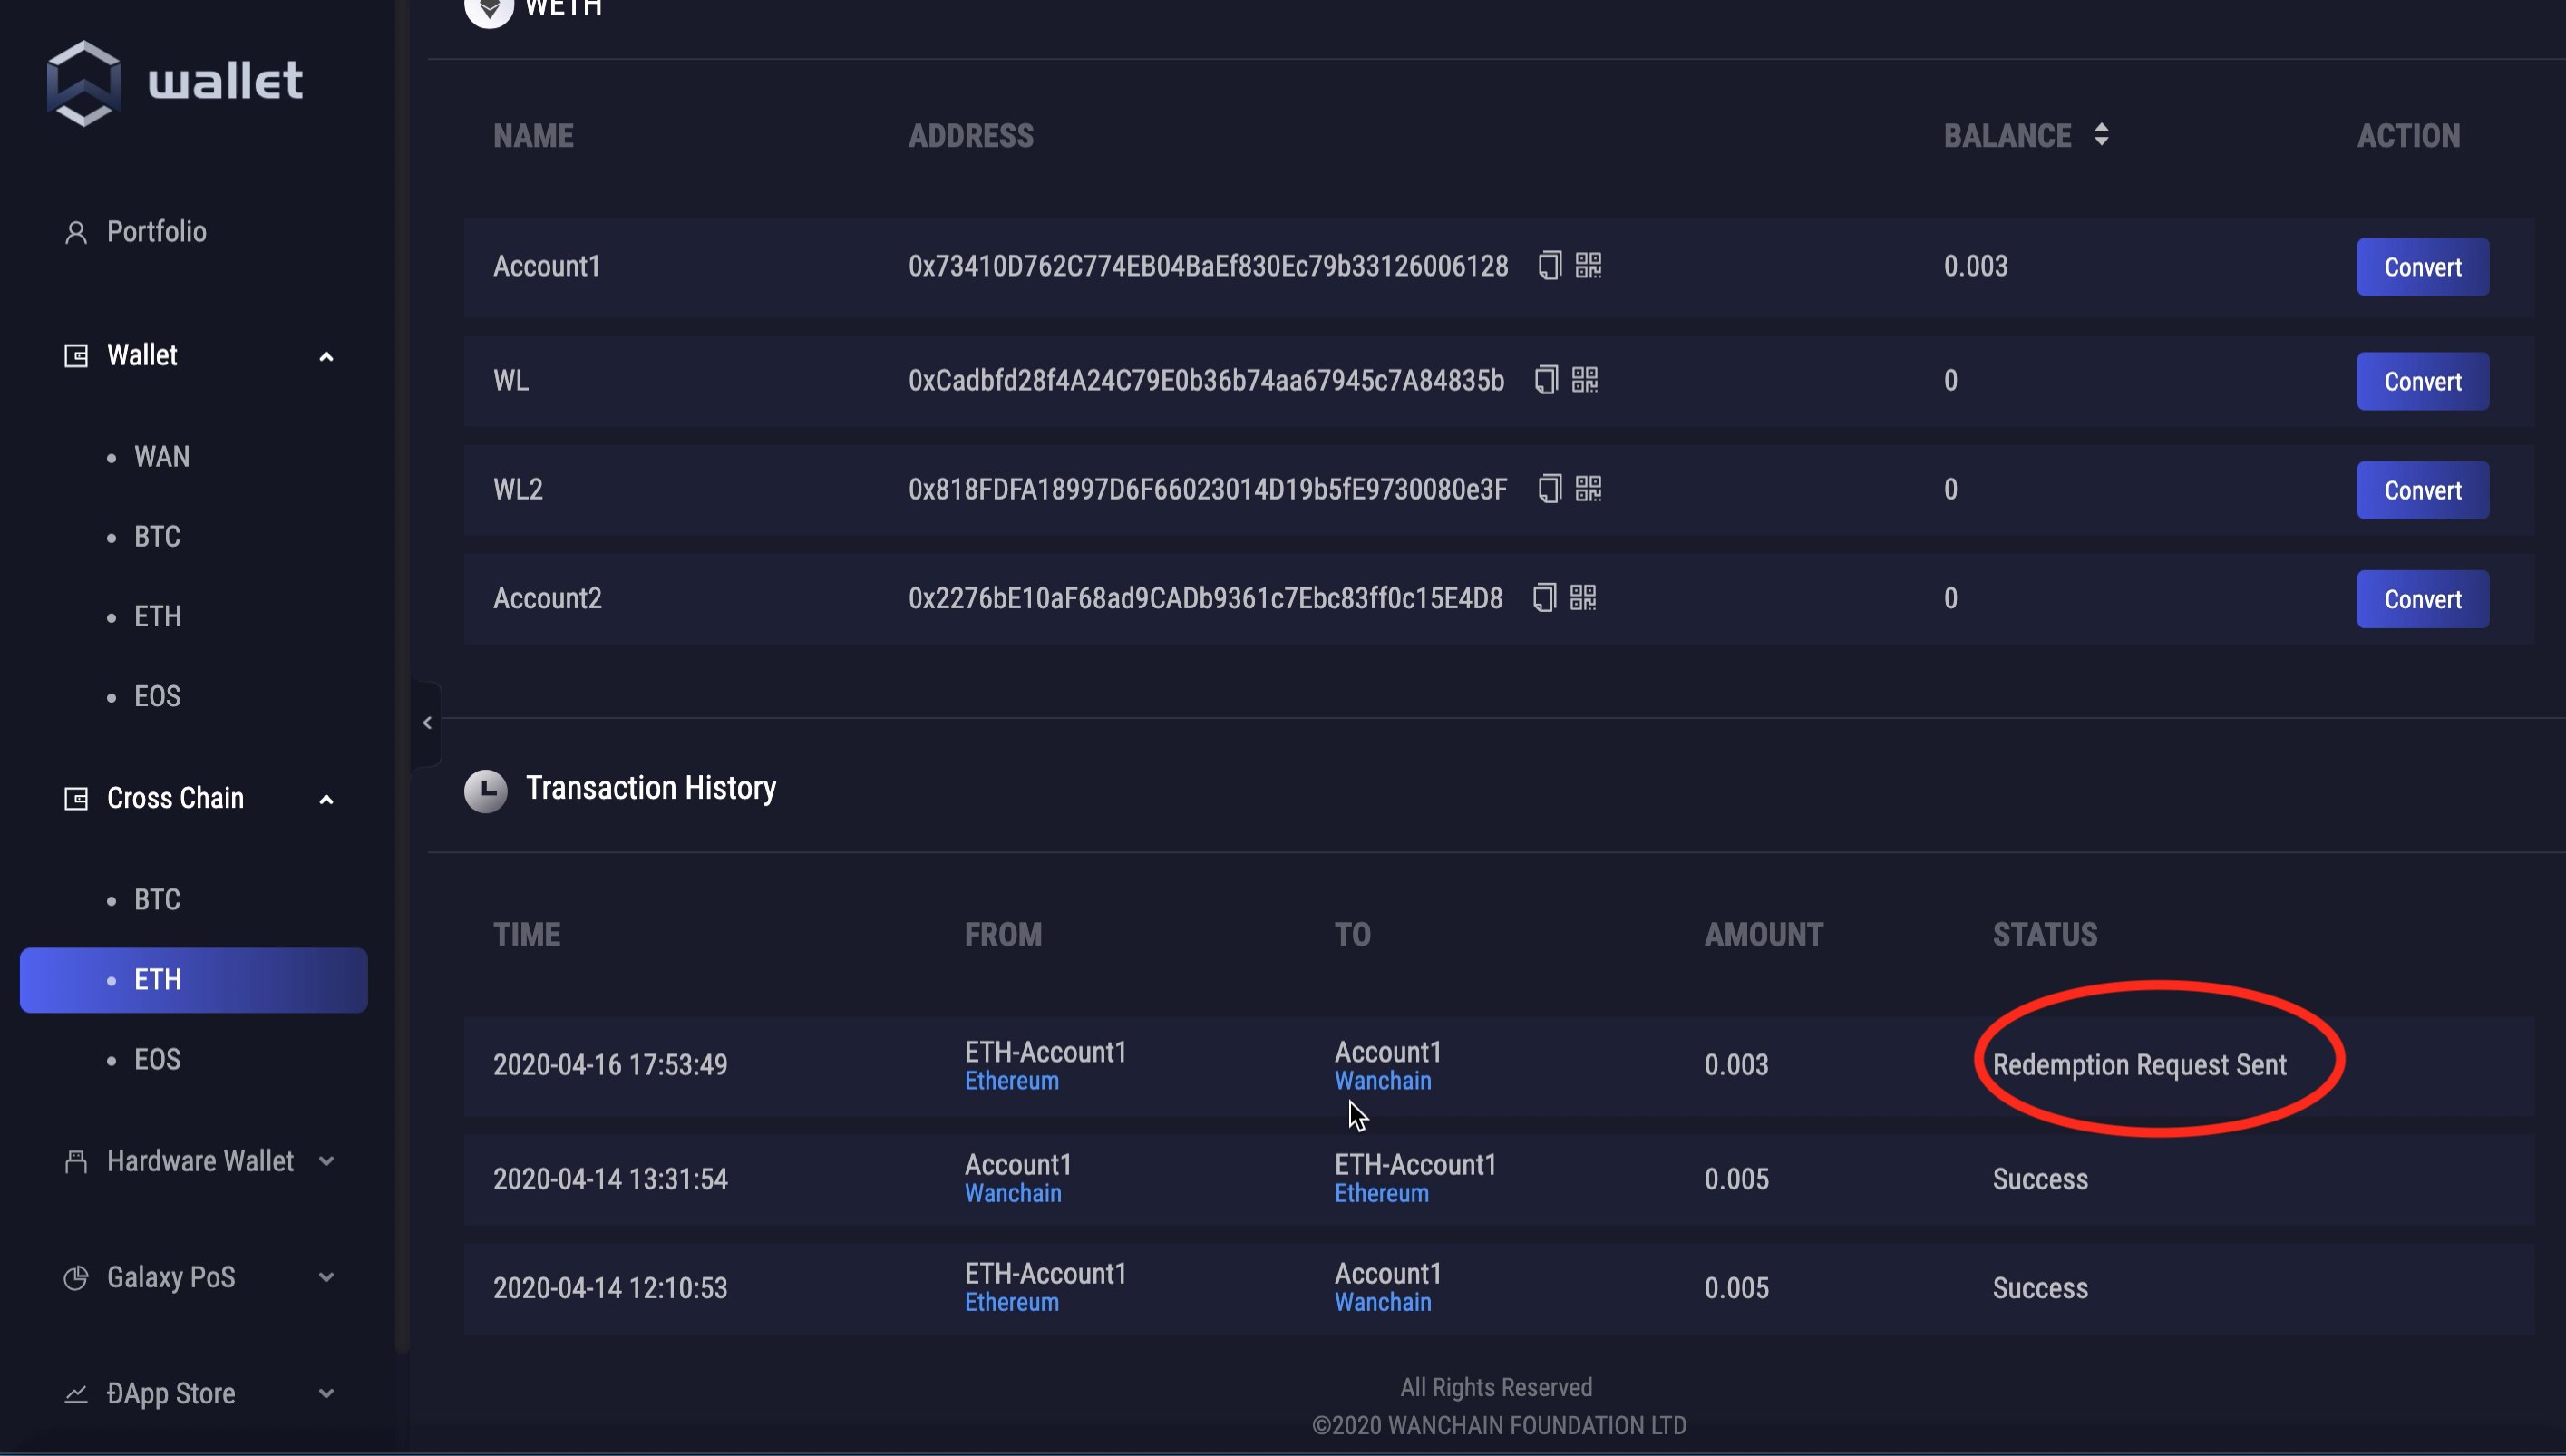 wallet
Portfolio
Wallet
WAN
BTC
ETH
EOS
Cross Chain
BTC
ETH
EOS
Hardware Wallet
Galaxy PoS
ĐApp Store
WETH
NAME ADDRESS BALANCE ACTION
Account1 0x73410D762C774EB04BaEf830Ec79b33126006128 0.003 Convert
WL 0xCadbfd28f4A24C79E0b36b74aa67945c7A84835b 0 Convert
WL2 0x818FDFA18997D6F66023014D19b5fE9730080e3F 0 Convert
Account2 0x2276bE10aF68ad9CADb9361c7Ebc83ff0c15E4D8 0 Convert
Transaction History
TIME FROM TO AMOUNT STATUS
2020-04-16 17:53:49 ETH-Account1 Account1 0.003 Redemption Request Sent
Ethereum Wanchain
2020-04-14 13:31:54 Account1 ETH-Account1 0.005 Success
Wanchain Ethereum
2020-04-14 12:10:53 ETH-Account1 Account1 0.005 Success
Ethereum Wanchain
All Rights Reserved
©2020 WANCHAIN FOUNDATION LTD